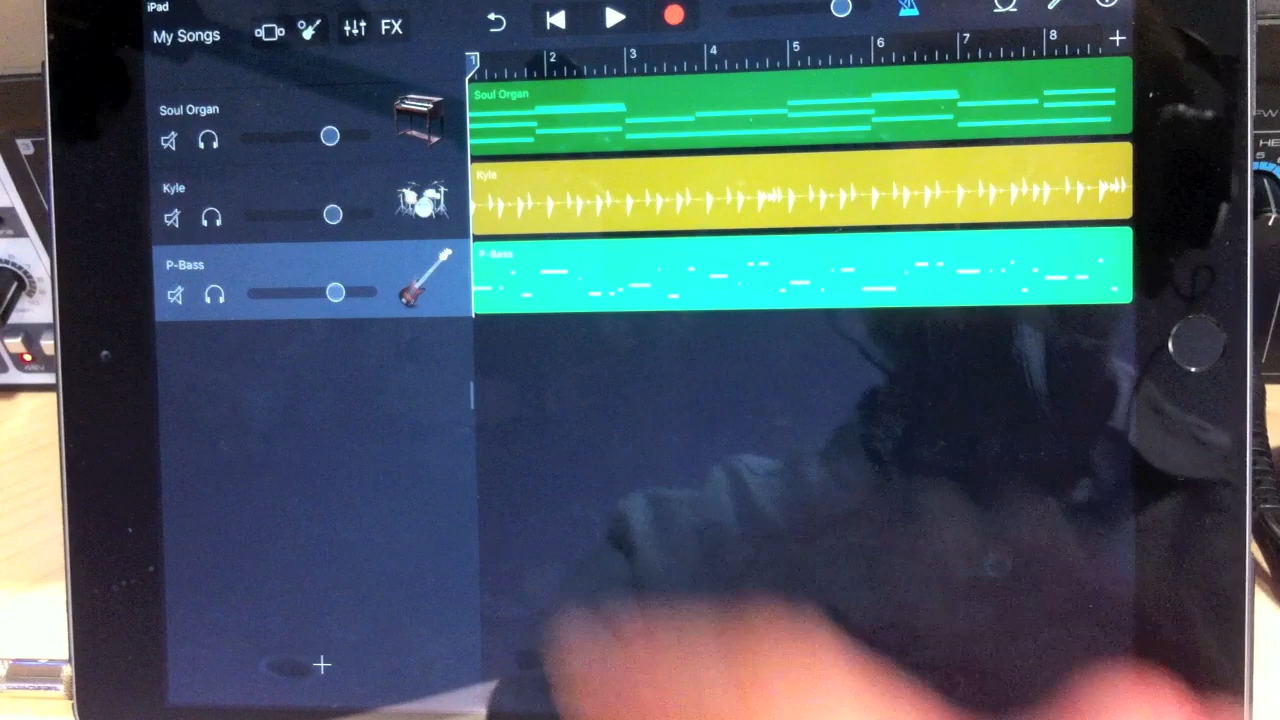 iPad
My Songs FX
1 2 3 4 5 6 7 8
Soul Organ
Soul Organ
Kyle
Kyle
P-Bass
P-Bass